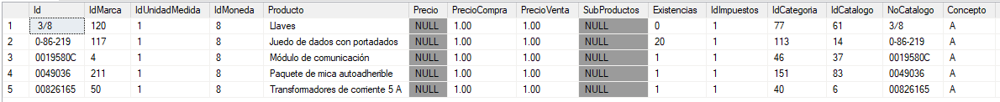 Id IdMarca IdUnidadMedida IdMoneda Producto Precio PrecioCompra PrecioVenta SubProductos Existencias IdImpuestos IdCategoria IdCatalogo NoCatalogo Concepto
1 3/8 120 1 8 Llaves NULL 1.00 1.00 NULL 0 1 77 61 3/8 A
2 0-86-219 117 1 8 Juedo de dados con portadados NULL 1.00 1.00 NULL 20 1 113 14 0-86-219 A
3 0019580C 4 1 8 Módulo de comunicación NULL 1.00 1.00 NULL 1 1 46 37 0019580C A
4 0049036 211 1 8 Paquete de mica autoadherible NULL 1.00 1.00 NULL 1 1 151 83 0049036 A
5 00826165 50 1 8 Transformadores de corriente 5 A NULL 1.00 1.00 NULL 1 1 40 6 00826165 A